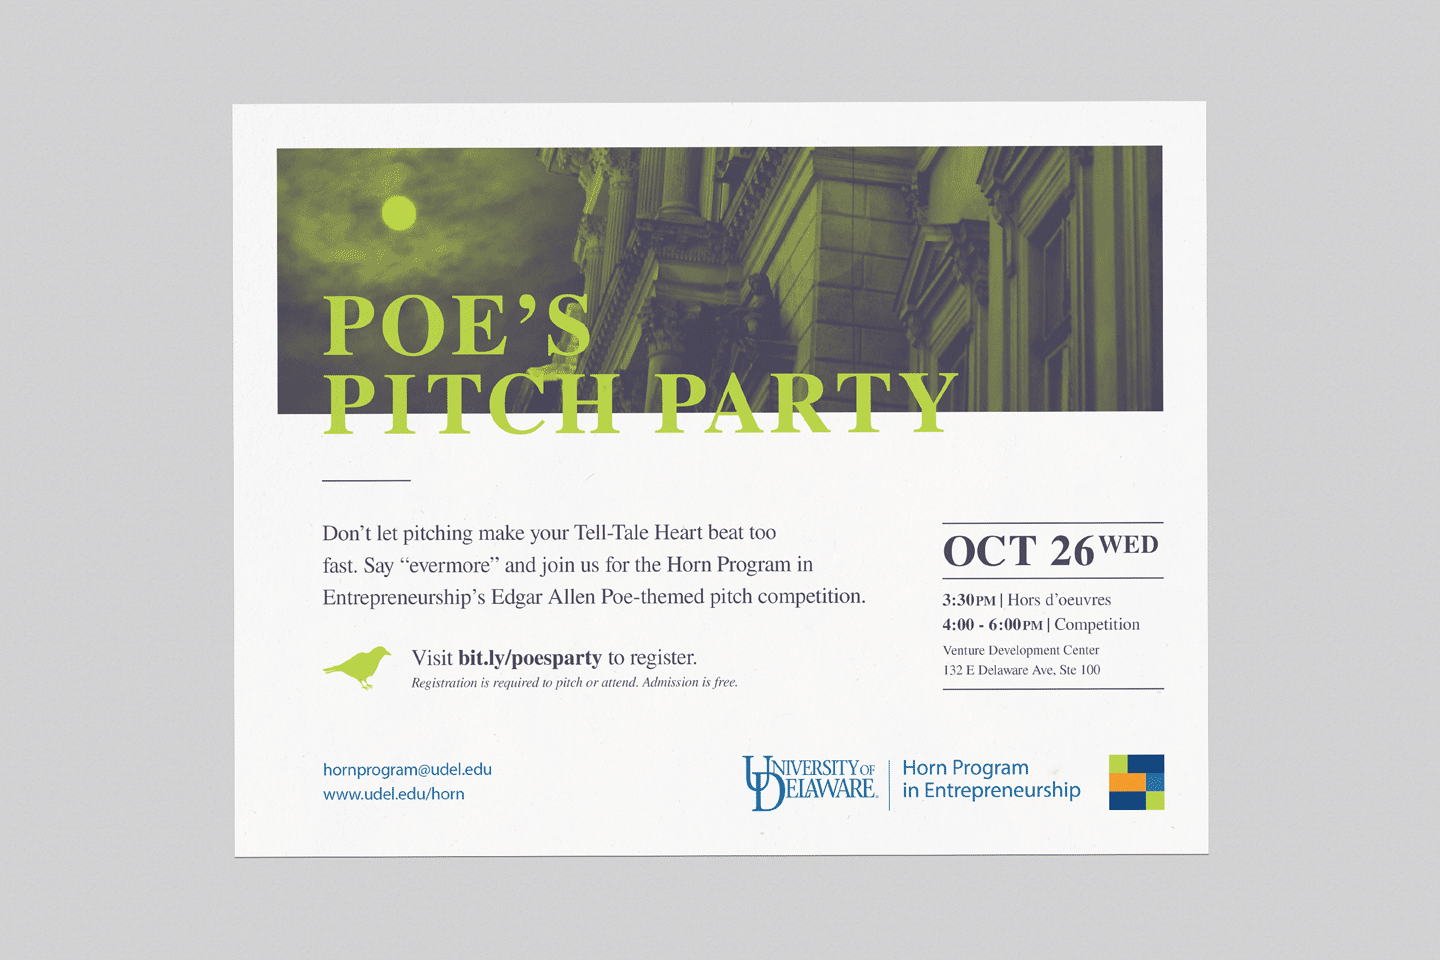 POE’S
PITCH PARTY
Don’t let pitching make your Tell-Tale Heart beat too
fast. Say “evermore” and join us for the Horn Program in
Entrepreneurship’s Edgar Allen Poe-themed pitch competition.
Visit bit.ly/poesparty to register.
Registration is required to pitch or attend. Admission is free.
OCT 26 WED
3:30PM | Hors d’oeuvres
4:00 - 6:00PM | Competition
Venture Development Center
132 E Delaware Ave, Ste 100
hornprogram@udel.edu
www.udel.edu/horn
UNIVERSITY OF
DELAWARE
Horn Program
in Entrepreneurship